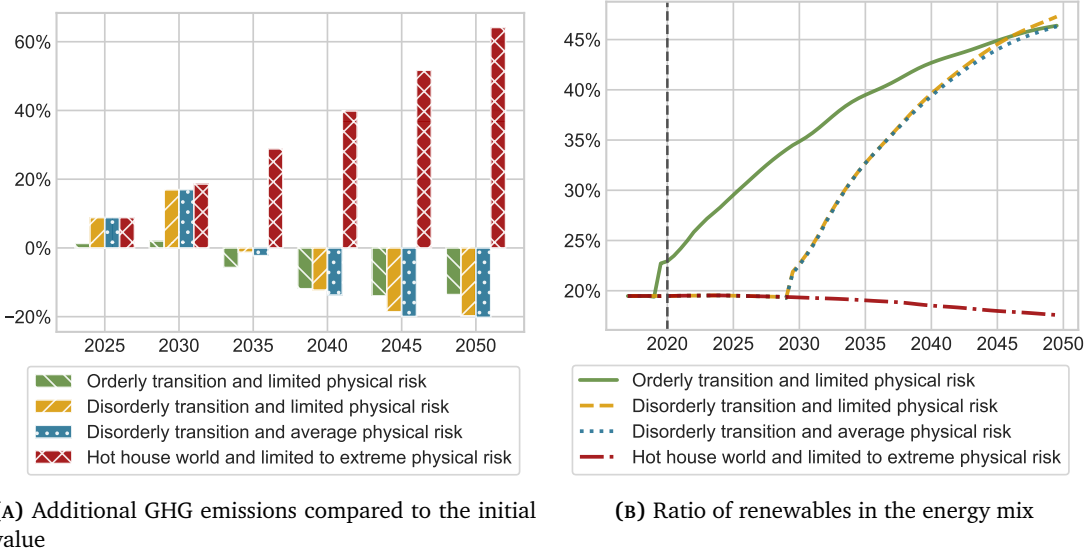 60%
40%
20%
0%
−20%
2025 2030 2035 2040 2045 2050
Orderly transition and limited physical risk
Disorderly transition and limited physical risk
Disorderly transition and average physical risk
Hot house world and limited to extreme physical risk
(A) Additional GHG emissions compared to the initial
value
45%
40%
35%
30%
25%
20%
2020 2025 2030 2035 2040 2045 2050
Orderly transition and limited physical risk
Disorderly transition and limited physical risk
Disorderly transition and average physical risk
Hot house world and limited to extreme physical risk
(B) Ratio of renewables in the energy mix